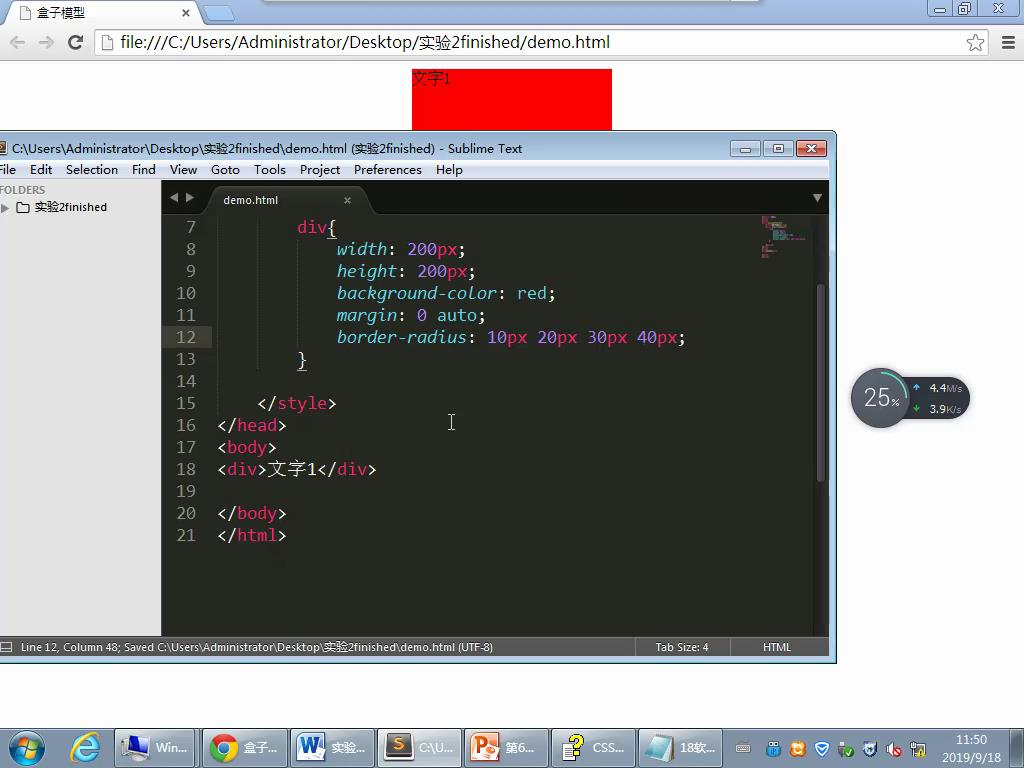 盒子模型
file:///C:/Users/Administrator/Desktop/实验2finished/demo.html
文字1
C:\Users\Administrator\Desktop\实验2finished\demo.html (实验2finished) - Sublime Text
File Edit Selection Find View Goto Tools Project Preferences Help
FOLDERS
实验2finished
demo.html
7 div{
8 width: 200px;
9 height: 200px;
10 background-color: red;
11 margin: 0 auto;
12 border-radius: 10px 20px 30px 40px;
13 }
14
15 </style>
16 </head>
17 <body>
18 <div>文字1</div>
19
20 </body>
21 </html>
25%
4.4M/s
3.9K/s
Line 12, Column 48; Saved C:\Users\Administrator\Desktop\实验2finished\demo.html (UTF-8)
Tab Size: 4
HTML
Win...
盒子...
实验...
C:\U...
第6...
CSS...
18软...
11:50
2019/9/18